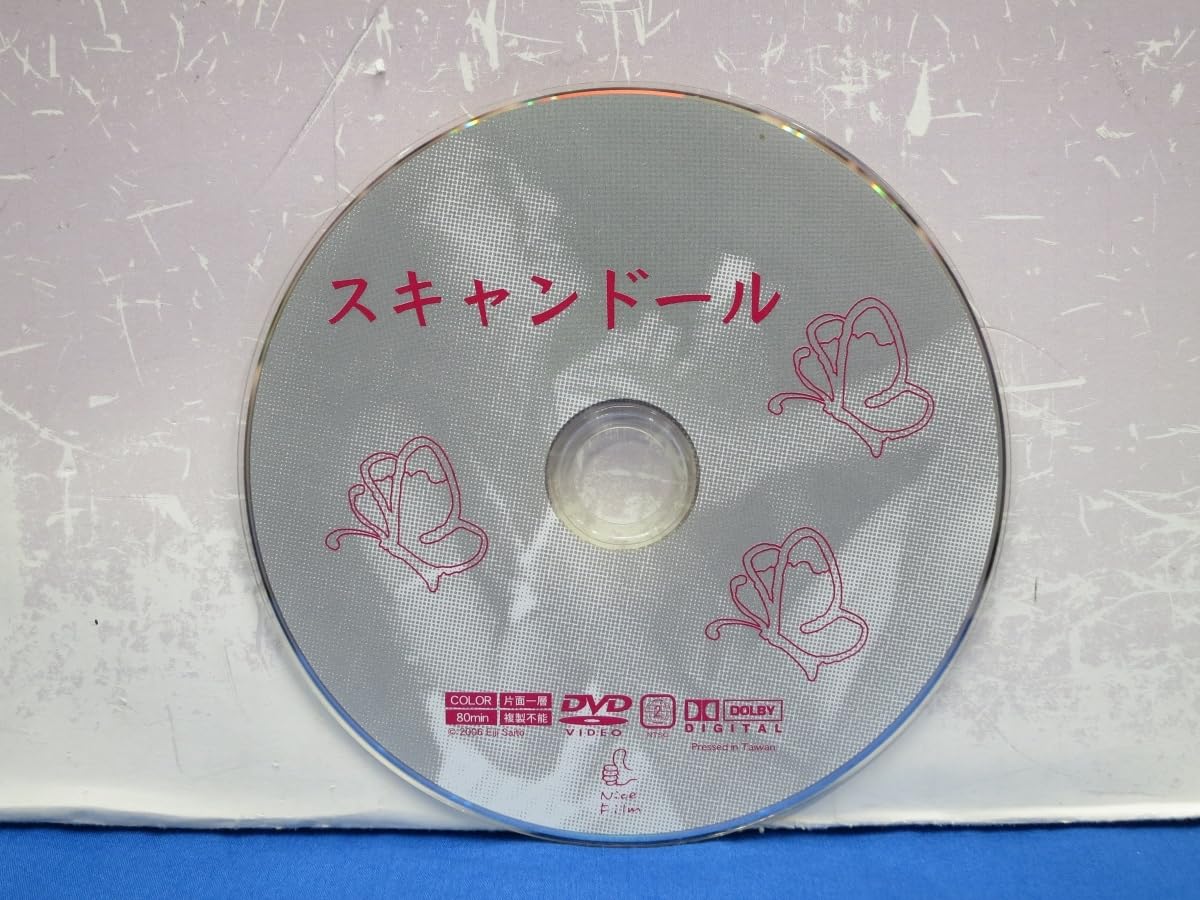 スキャンドール
COLOR
片面一層
80min
複製不能
DVD
VIDEO
2
NTSC
DOLBY
DIGITAL
© 2006 Eiji Saito
Pressed in Taiwan
Nice
Film